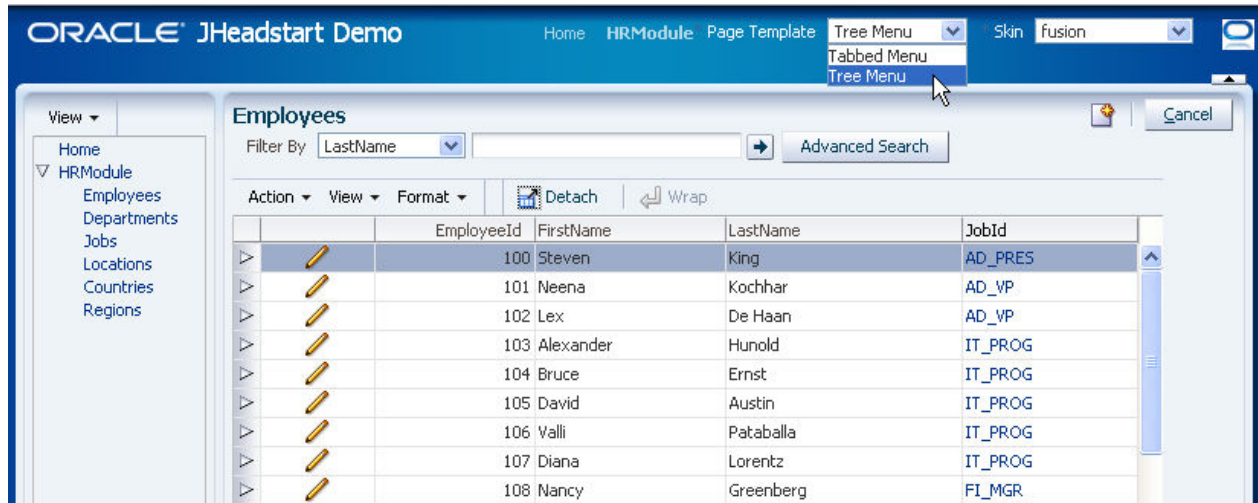 ORACLE JHeadstart Demo Home HRModule Page Template Tree Menu Skin fusion
Tabbed Menu
Tree Menu
View
Home
HRModule
Employees
Departments
Jobs
Locations
Countries
Regions
Employees
Cancel
Filter By LastName Advanced Search
Action View Format Detach Wrap
EmployeeId FirstName LastName JobId
100 Steven King AD_PRES
101 Neena Kochhar AD_VP
102 Lex De Haan AD_VP
103 Alexander Hunold IT_PROG
104 Bruce Ernst IT_PROG
105 David Austin IT_PROG
106 Valli Pataballa IT_PROG
107 Diana Lorentz IT_PROG
108 Nancy Greenberg FI_MGR